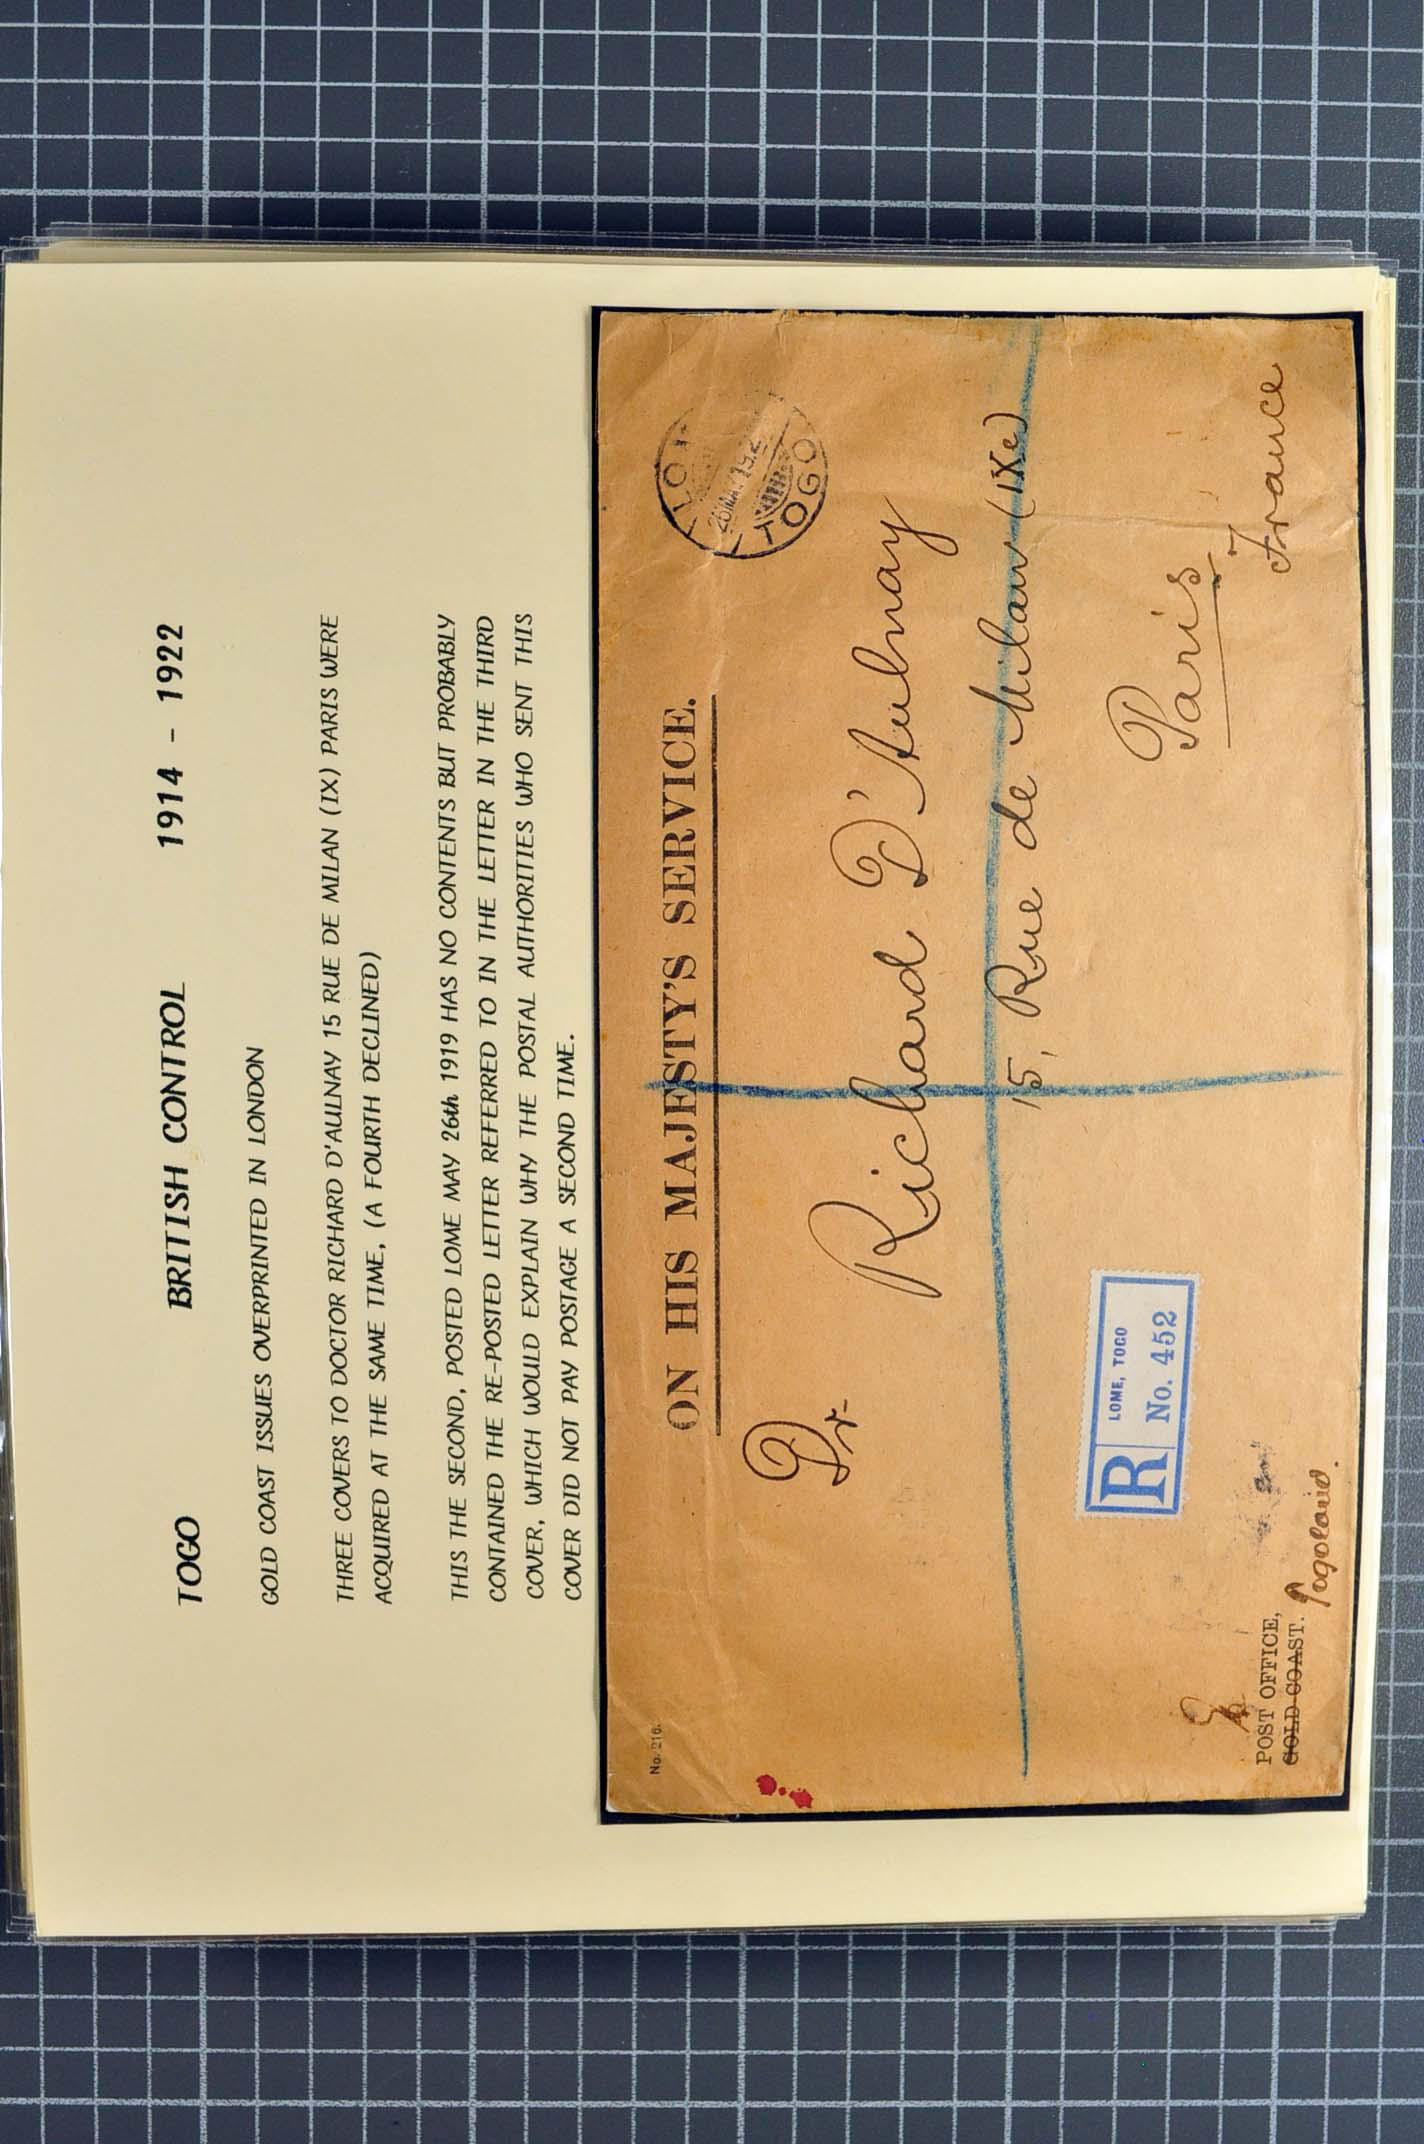 TOGO BRITISH CONTROL 1914 - 1922
GOLD COAST ISSUES OVERPRINTED IN LONDON
THREE COVERS TO DOCTOR RICHARD D'AULNAY 15 RUE DE MILAN (IX) PARIS WERE
ACQUIRED AT THE SAME TIME, (A FOURTH DECLINED)
THIS THE SECOND, POSTED LOME MAY 26th 1919 HAS NO CONTENTS BUT PROBABLY
CONTAINED THE RE-POSTED LETTER REFERRED TO IN THE LETTER IN THE THIRD
COVER, WHICH WOULD EXPLAIN WHY THE POSTAL AUTHORITIES WHO SENT THIS
COVER DID NOT PAY POSTAGE A SECOND TIME.
No. 216.
ON HIS MAJESTY'S SERVICE.
TOGO
Dr. Richard D'Aulnay
15, Rue de Milan (IXe)
Paris
France
R LOME, TOGO
No. 452
POST OFFICE,
GOLD COAST.
Togoland.